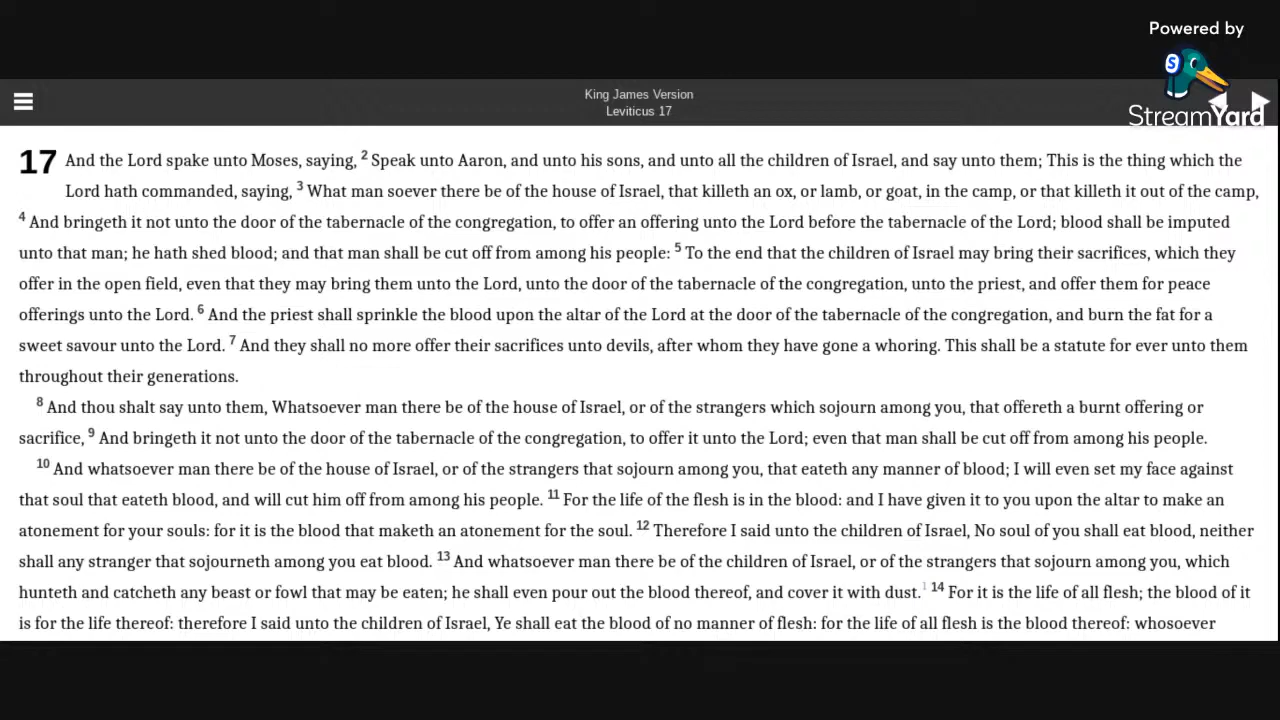 Powered by
S
King James Version
Leviticus 17
StreamYard
17 And the Lord spake unto Moses, saying, 2 Speak unto Aaron, and unto his sons, and unto all the children of Israel, and say unto them; This is the thing which the
Lord hath commanded, saying, 3 What man soever there be of the house of Israel, that killeth an ox, or lamb, or goat, in the camp, or that killeth it out of the camp,
4 And bringeth it not unto the door of the tabernacle of the congregation, to offer an offering unto the Lord before the tabernacle of the Lord; blood shall be imputed
unto that man; he hath shed blood; and that man shall be cut off from among his people: 5 To the end that the children of Israel may bring their sacrifices, which they
offer in the open field, even that they may bring them unto the Lord, unto the door of the tabernacle of the congregation, unto the priest, and offer them for peace
offerings unto the Lord. 6 And the priest shall sprinkle the blood upon the altar of the Lord at the door of the tabernacle of the congregation, and burn the fat for a
sweet savour unto the Lord. 7 And they shall no more offer their sacrifices unto devils, after whom they have gone a whoring. This shall be a statute for ever unto them
throughout their generations.
8 And thou shalt say unto them, Whatsoever man there be of the house of Israel, or of the strangers which sojourn among you, that offereth a burnt offering or
sacrifice, 9 And bringeth it not unto the door of the tabernacle of the congregation, to offer it unto the Lord; even that man shall be cut off from among his people.
10 And whatsoever man there be of the house of Israel, or of the strangers that sojourn among you, that eateth any manner of blood; I will even set my face against
that soul that eateth blood, and will cut him off from among his people. 11 For the life of the flesh is in the blood: and I have given it to you upon the altar to make an
atonement for your souls: for it is the blood that maketh an atonement for the soul. 12 Therefore I said unto the children of Israel, No soul of you shall eat blood, neither
shall any stranger that sojourneth among you eat blood. 13 And whatsoever man there be of the children of Israel, or of the strangers that sojourn among you, which
hunteth and catcheth any beast or fowl that may be eaten; he shall even pour out the blood thereof, and cover it with dust.1 14 For it is the life of all flesh; the blood of it
is for the life thereof: therefore I said unto the children of Israel, Ye shall eat the blood of no manner of flesh: for the life of all flesh is the blood thereof: whosoever